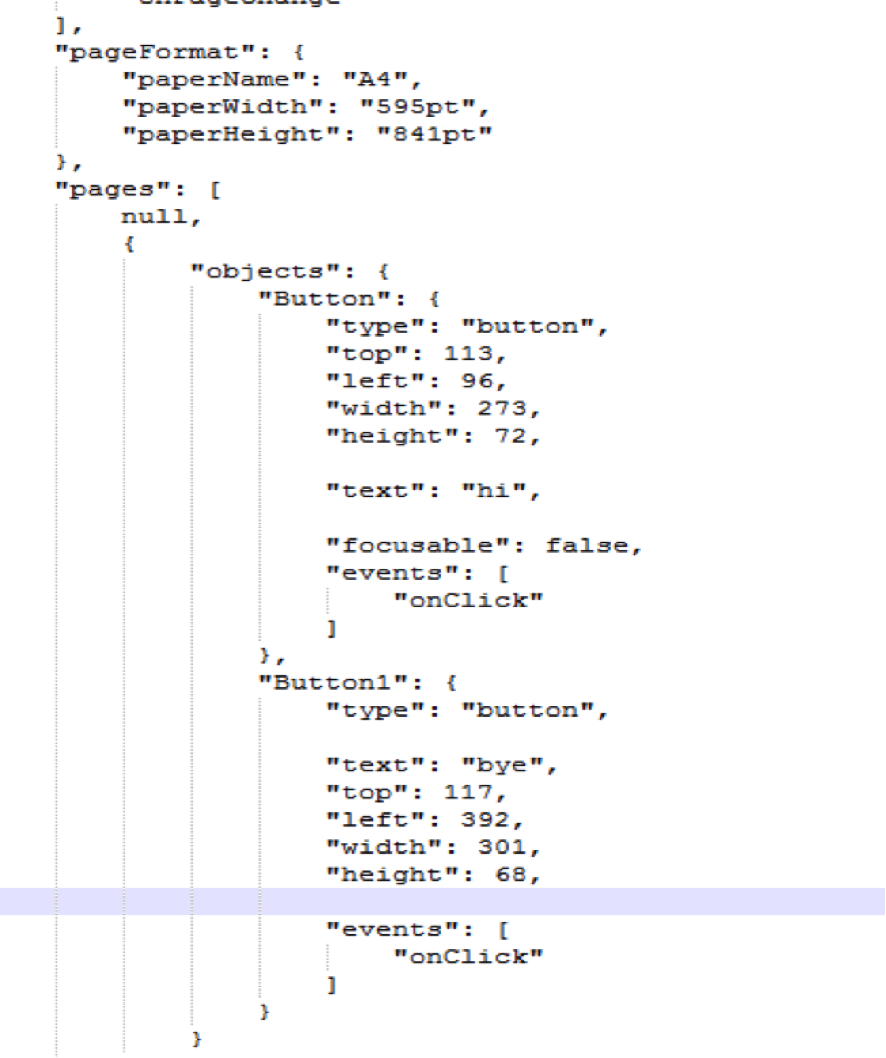 ],
"pageFormat": {
"paperName": "A4",
"paperWidth": "595pt",
"paperHeight": "841pt"
},
"pages": [
null,
{
"objects": {
"Button": {
"type": "button",
"top": 113,
"left": 96,
"width": 273,
"height": 72,
"text": "hi",
"focusable": false,
"events": [
"onClick"
]
},
"Button1": {
"type": "button",
"text": "bye",
"top": 117,
"left": 392,
"width": 301,
"height": 68,
"events": [
"onClick"
]
}
}